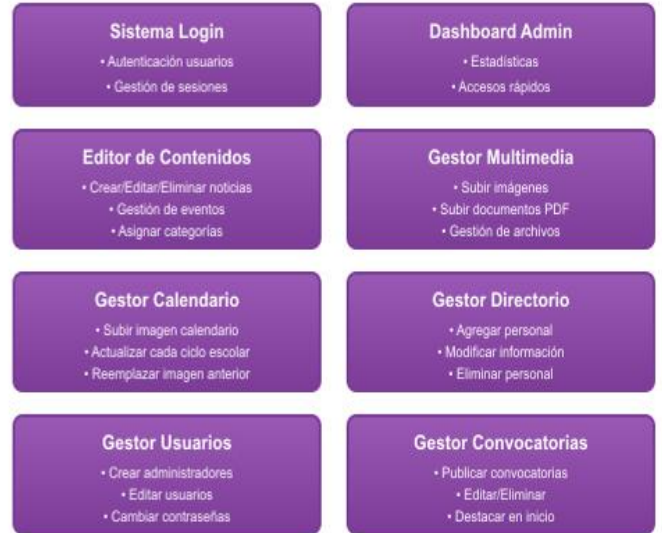 Sistema Login
• Autenticación usuarios
• Gestión de sesiones
Dashboard Admin
• Estadísticas
• Accesos rápidos
Editor de Contenidos
• Crear/Editar/Eliminar noticias
• Gestión de eventos
• Asignar categorías
Gestor Multimedia
• Subir imágenes
• Subir documentos PDF
• Gestión de archivos
Gestor Calendario
• Subir imagen calendario
• Actualizar cada ciclo escolar
• Reemplazar imagen anterior
Gestor Directorio
• Agregar personal
• Modificar información
• Eliminar personal
Gestor Usuarios
• Crear administradores
• Editar usuarios
• Cambiar contraseñas
Gestor Convocatorias
• Publicar convocatorias
• Editar/Eliminar
• Destacar en inicio